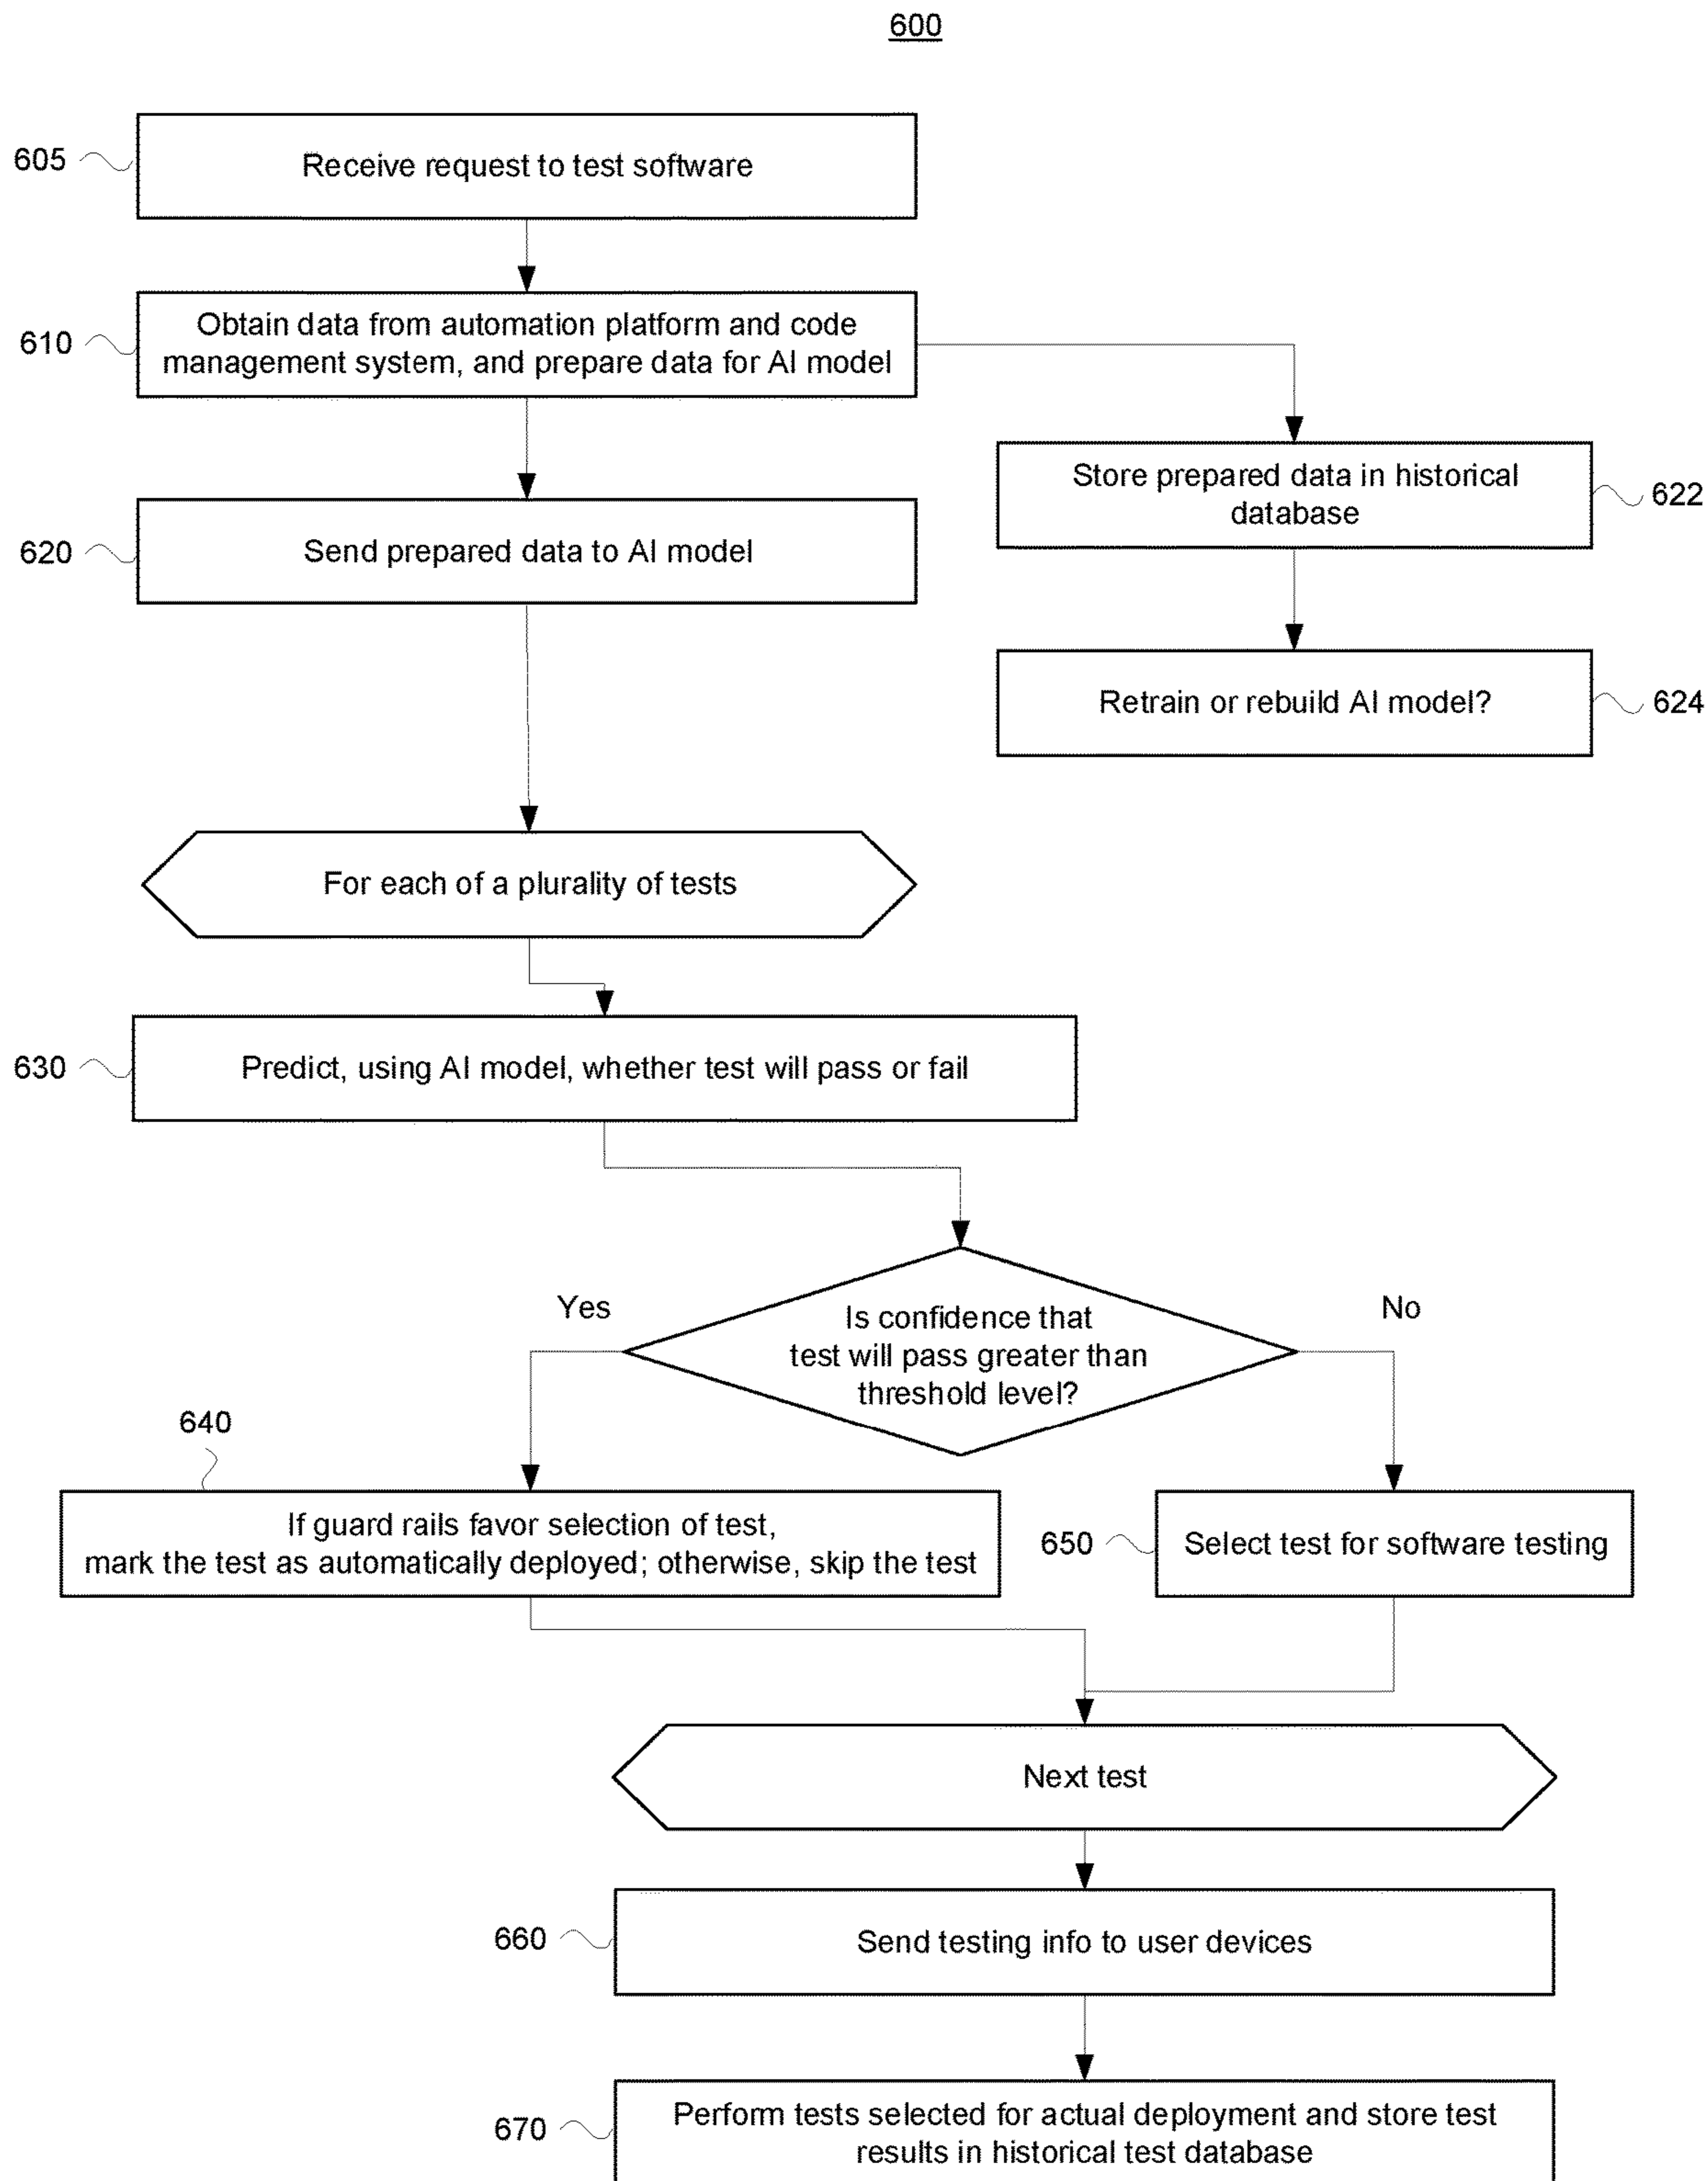 600
605
Receive request to test software
610
Obtain data from automation platform and code
management system, and prepare data for AI model
Store prepared data in historical
database
622
620
Send prepared data to AI model
Retrain or rebuild AI model?
624
For each of a plurality of tests
630
Predict, using AI model, whether test will pass or fail
Yes
No
Is confidence that
test will pass greater than
threshold level?
640
If guard rails favor selection of test,
mark the test as automatically deployed; otherwise, skip the test
650
Select test for software testing
Next test
660
Send testing info to user devices
670
Perform tests selected for actual deployment and store test
results in historical test database